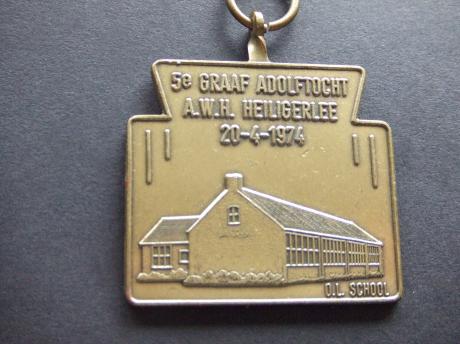 5e GRAAF ADOLFTOCHT
A.W.H. HEILIGERLEE
20-4-1974
O.L. SCHOOL